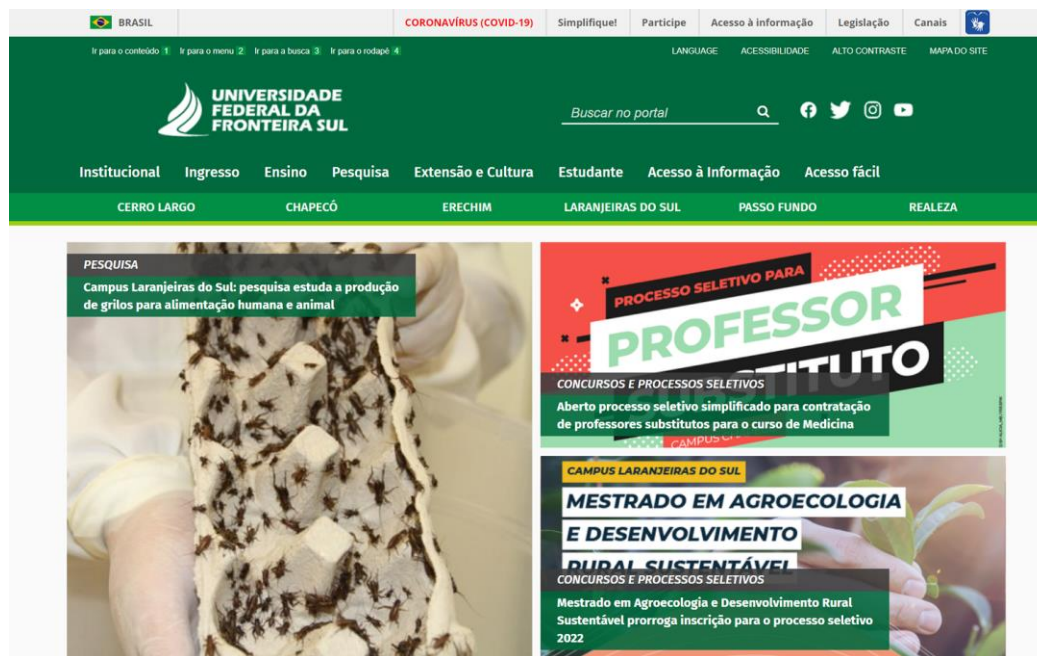 BRASIL
CORONAVÍRUS (COVID-19)
Simplifique!
Participe
Acesso à informação
Legislação
Canais
Ir para o conteúdo 1
Ir para o menu 2
Ir para a busca 3
Ir para o rodapé 4
LANGUAGE
ACESSIBILIDADE
ALTO CONTRASTE
MAPA DO SITE
UNIVERSIDADE
FEDERAL DA
FRONTEIRA SUL
Buscar no portal
Institucional
Ingresso
Ensino
Pesquisa
Extensão e Cultura
Estudante
Acesso à Informação
Acesso fácil
CERRO LARGO
CHAPECÓ
ERECHIM
LARANJEIRAS DO SUL
PASSO FUNDO
REALEZA
PESQUISA
Campus Laranjeiras do Sul: pesquisa estuda a produção
de grilos para alimentação humana e animal
PROCESSO SELETIVO PARA
PROFESSOR
SUBSTITUTO
CONCURSOS E PROCESSOS SELETIVOS
Aberto processo seletivo simplificado para contratação
de professores substitutos para o curso de Medicina
CAMPUS
CAMPUS LARANJEIRAS DO SUL
MESTRADO EM AGROECOLOGIA
E DESENVOLVIMENTO
RURAL SUSTENTÁVEL
CONCURSOS E PROCESSOS SELETIVOS
Mestrado em Agroecologia e Desenvolvimento Rural
Sustentável prorroga inscrição para o processo seletivo
2022